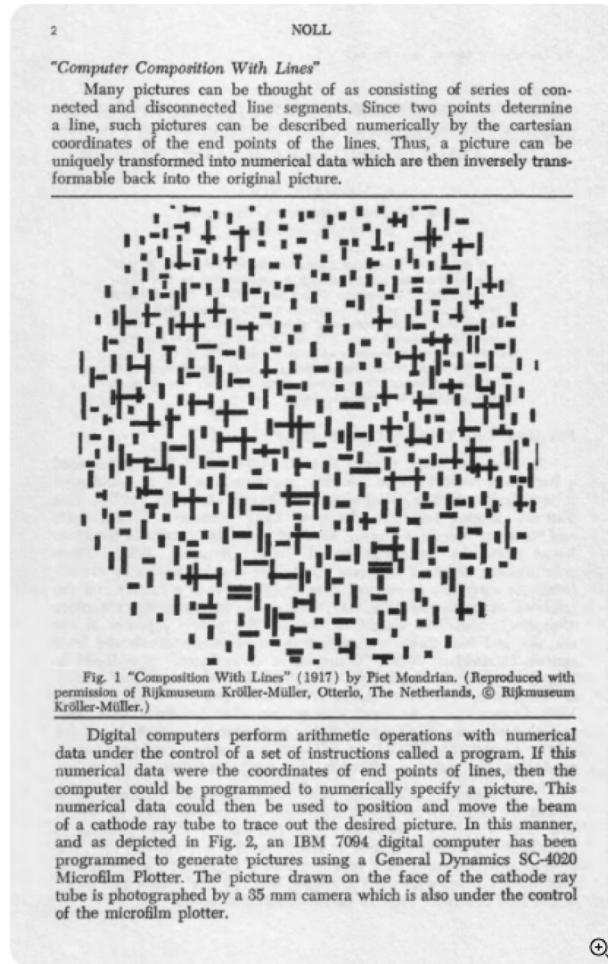 2 NOLL
"Computer Composition With Lines"
Many pictures can be thought of as consisting of series of con-
nected and disconnected line segments. Since two points determine
a line, such pictures can be described numerically by the cartesian
coordinates of the end points of the lines. Thus, a picture can be
uniquely transformed into numerical data which are then inversely trans-
formable back into the original picture.
Fig. 1 "Composition With Lines" (1917) by Piet Mondrian. (Reproduced with
permission of Rijkmuseum Kröller-Müller, Otterlo, The Netherlands, © Rijkmuseum
Kröller-Müller.)
Digital computers perform arithmetic operations with numerical
data under the control of a set of instructions called a program. If this
numerical data were the coordinates of end points of lines, then the
computer could be programmed to numerically specify a picture. This
numerical data could then be used to position and move the beam
of a cathode ray tube to trace out the desired picture. In this manner,
and as depicted in Fig. 2, an IBM 7094 digital computer has been
programmed to generate pictures using a General Dynamics SC-4020
Microfilm Plotter. The picture drawn on the face of the cathode ray
tube is photographed by a 35 mm camera which is also under the control
of the microfilm plotter.